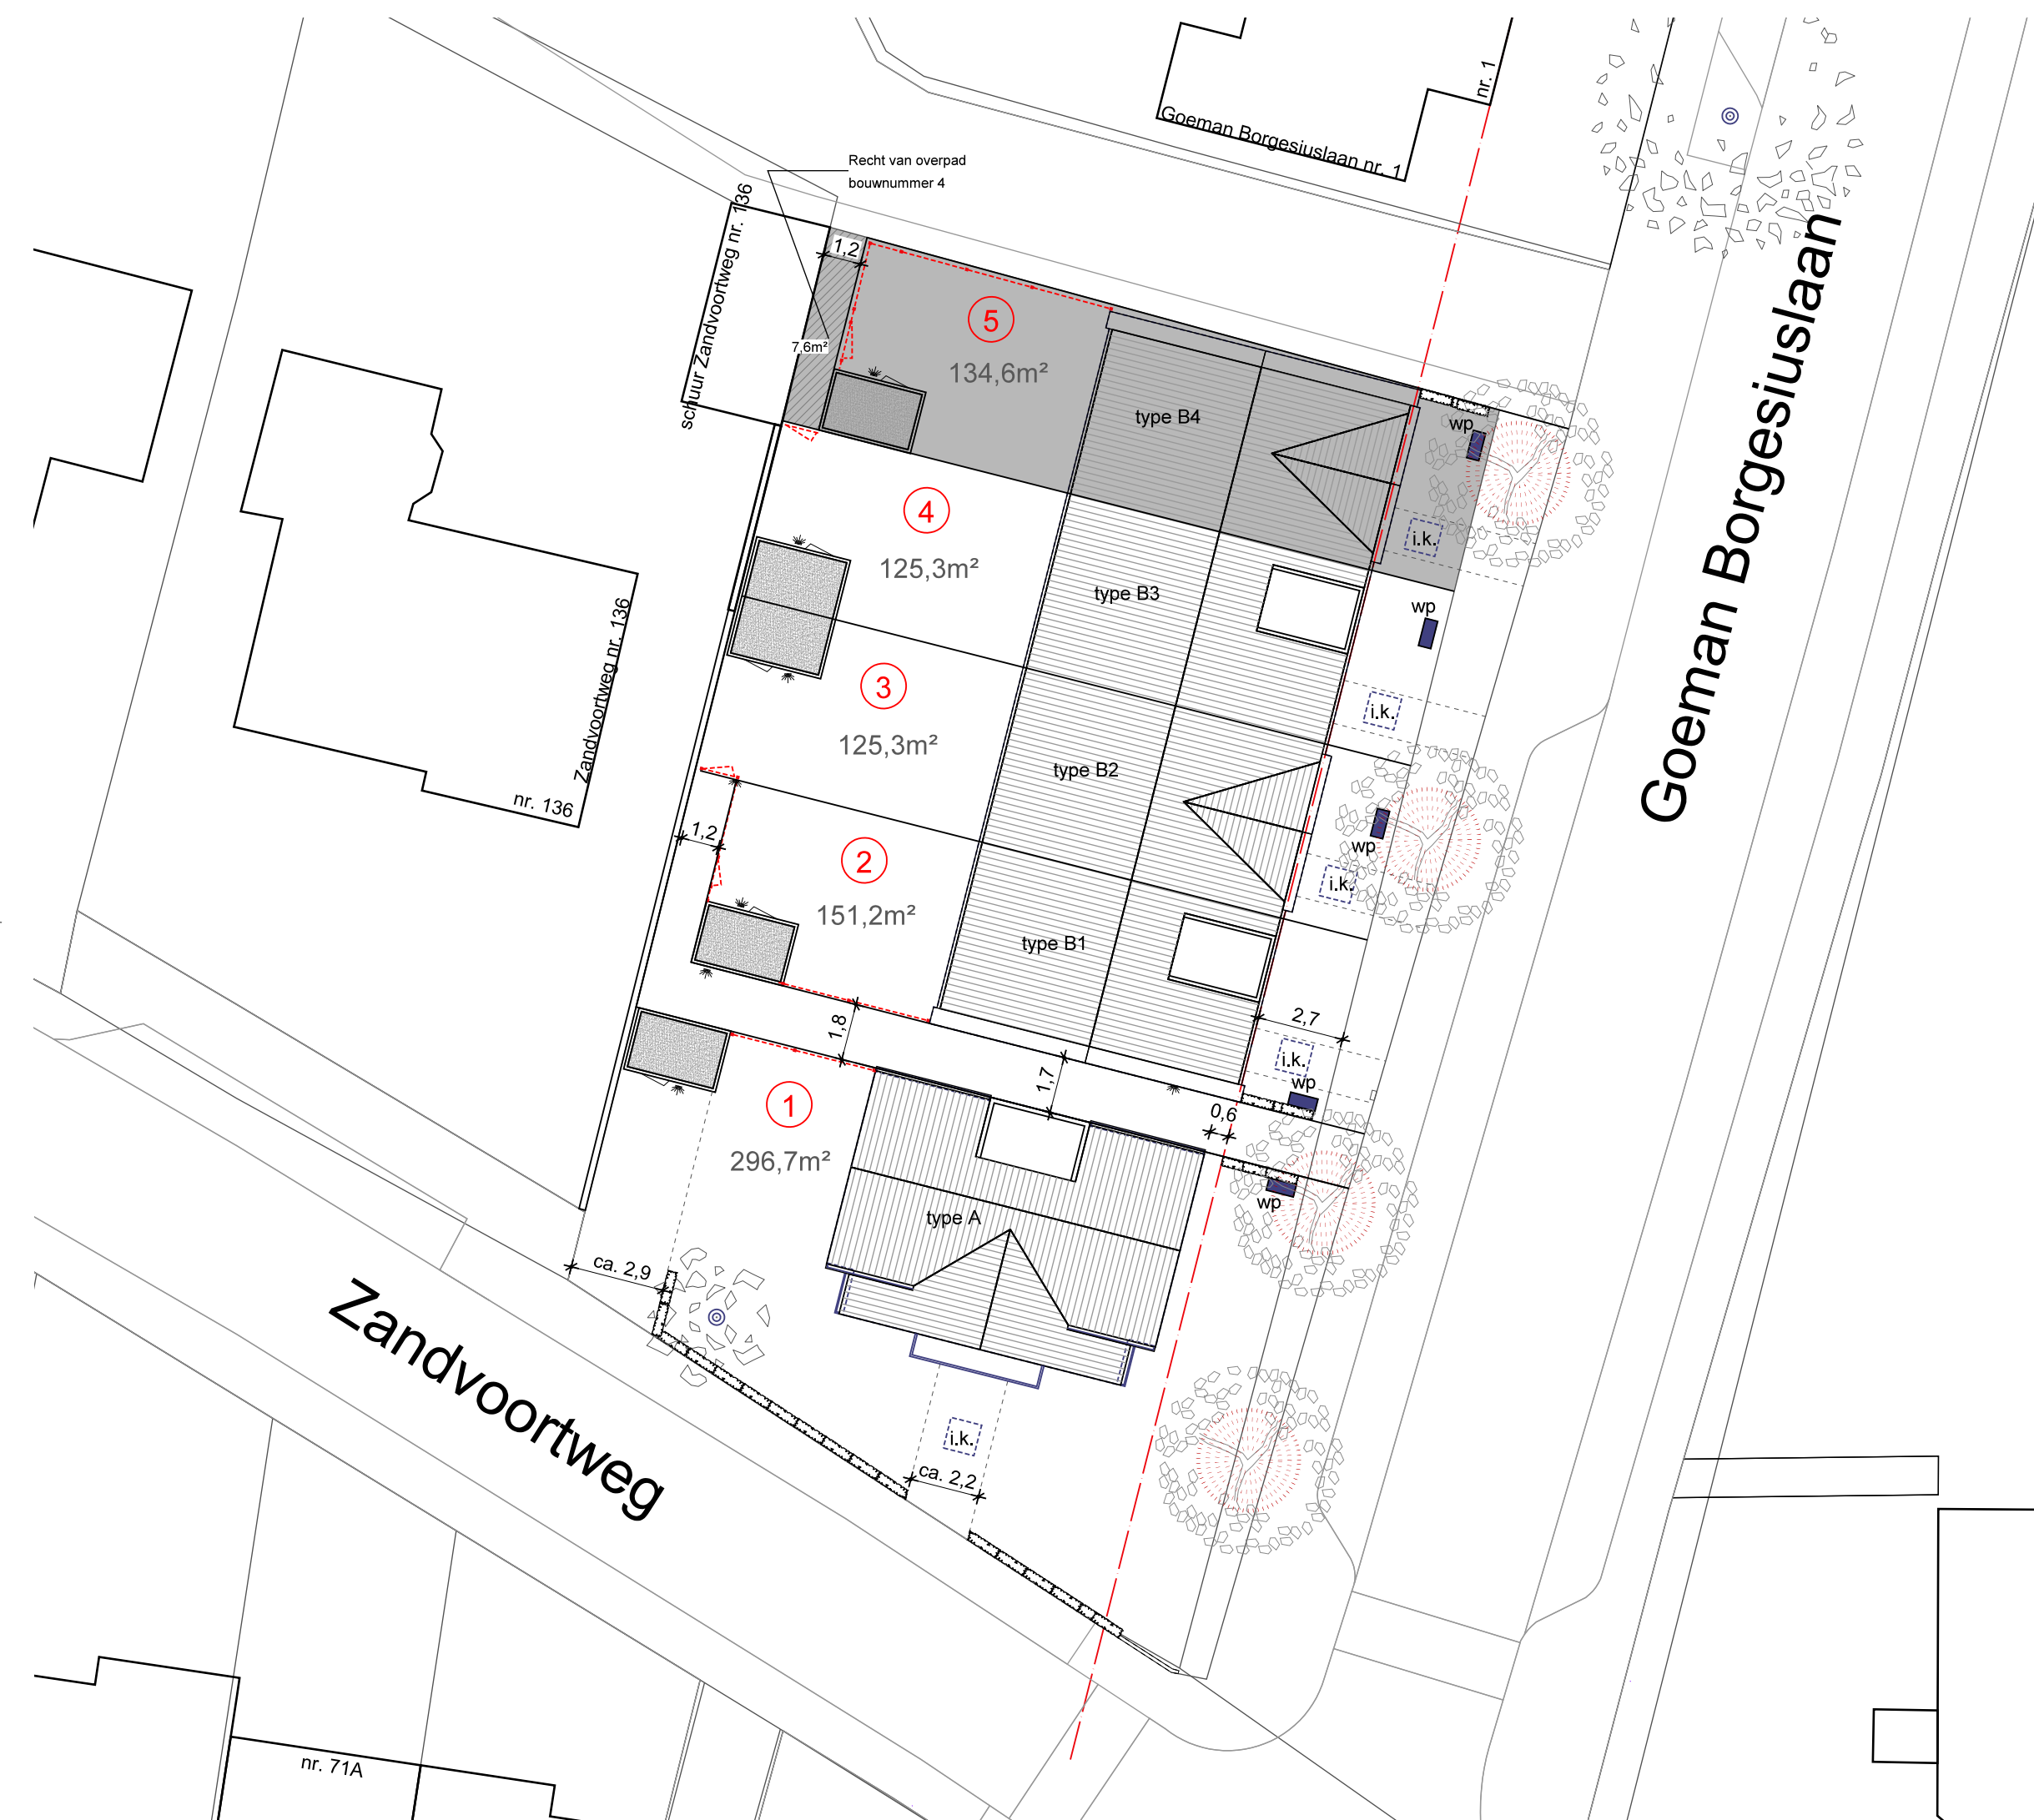 nr. 1
Goeman Borgesiuslaan nr. 1
Recht van overpad
bouwnummer 4
schuur Zandvoortweg nr. 136
1,2
7,6m²
5
134,6m²
type B4
wp
i.k.
Goeman Borgesiuslaan
4
125,3m²
type B3
wp
i.k.
Zandvoortweg nr. 136
nr. 136
3
125,3m²
type B2
wp
i.k.
1,2
2
151,2m²
type B1
2,7
i.k.
wp
1,8
1,7
0,6
1
296,7m²
wp
type A
ca. 2,9
i.k.
ca. 2,2
Zandvoortweg
nr. 71A